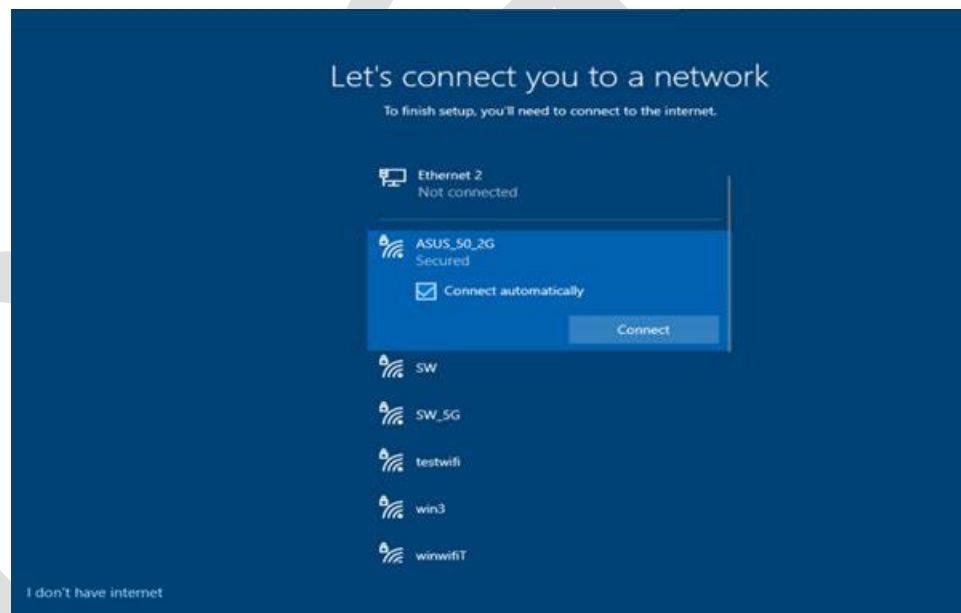 Let's connect you to a network
To finish setup, you'll need to connect to the internet.
Ethernet 2
Not connected
ASUS_50_2G
Secured
Connect automatically
Connect
SW
SW_5G
testwifi
win3
winwifiT
I don't have internet